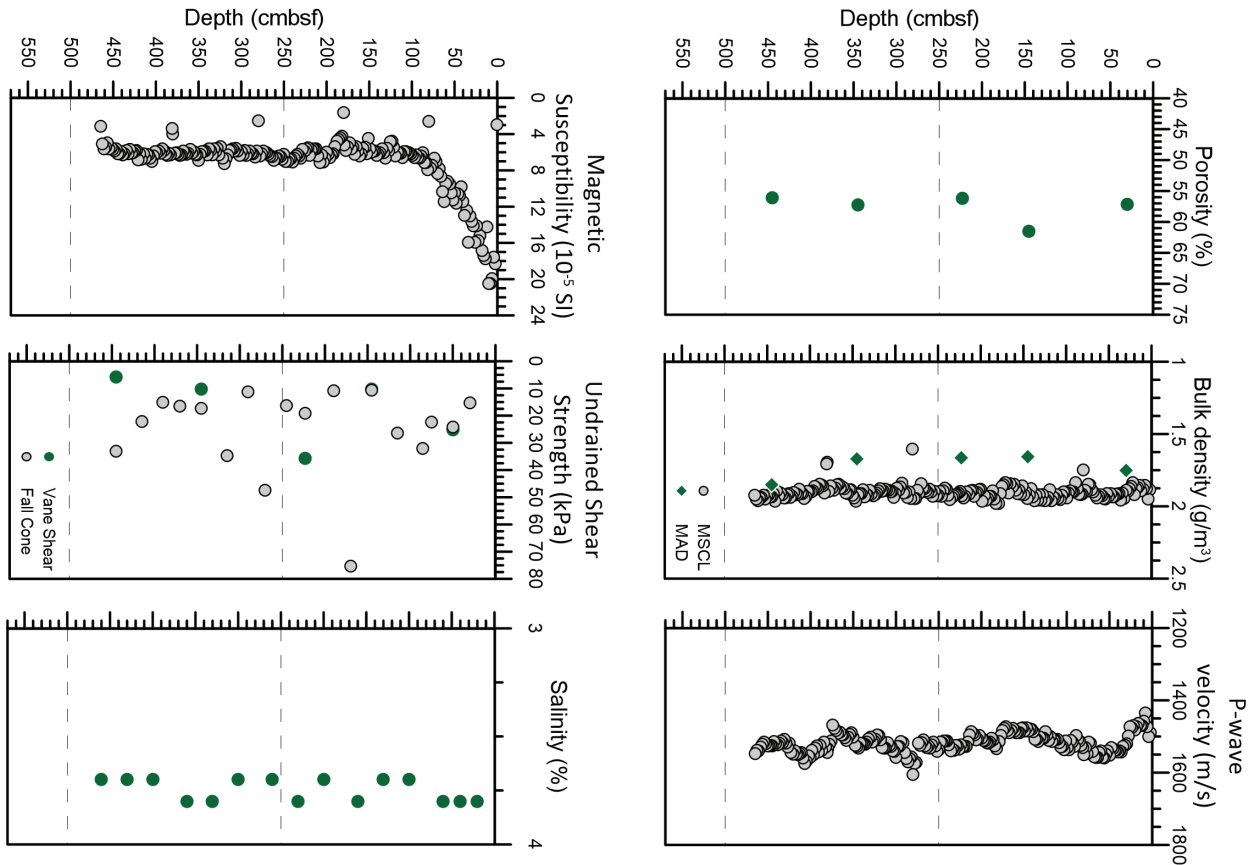 Porosity (%)
40 45 50 55 60 65 70 75
Depth (cmbsf)
0
50
100
150
200
250
300
350
400
450
500
550
Bulk density (g/m³)
1 1.5 2 2.5
MSCL
MAD
P-wave
velocity (m/s)
1200 1400 1600 1800
Magnetic
Susceptibility (10⁻⁵ SI)
0 4 8 12 16 20 24
Depth (cmbsf)
0
50
100
150
200
250
300
350
400
450
500
550
Undrained Shear
Strength (kPa)
0 10 20 30 40 50 60 70 80
Vane Shear
Fall Cone
Salinity (%)
3 4